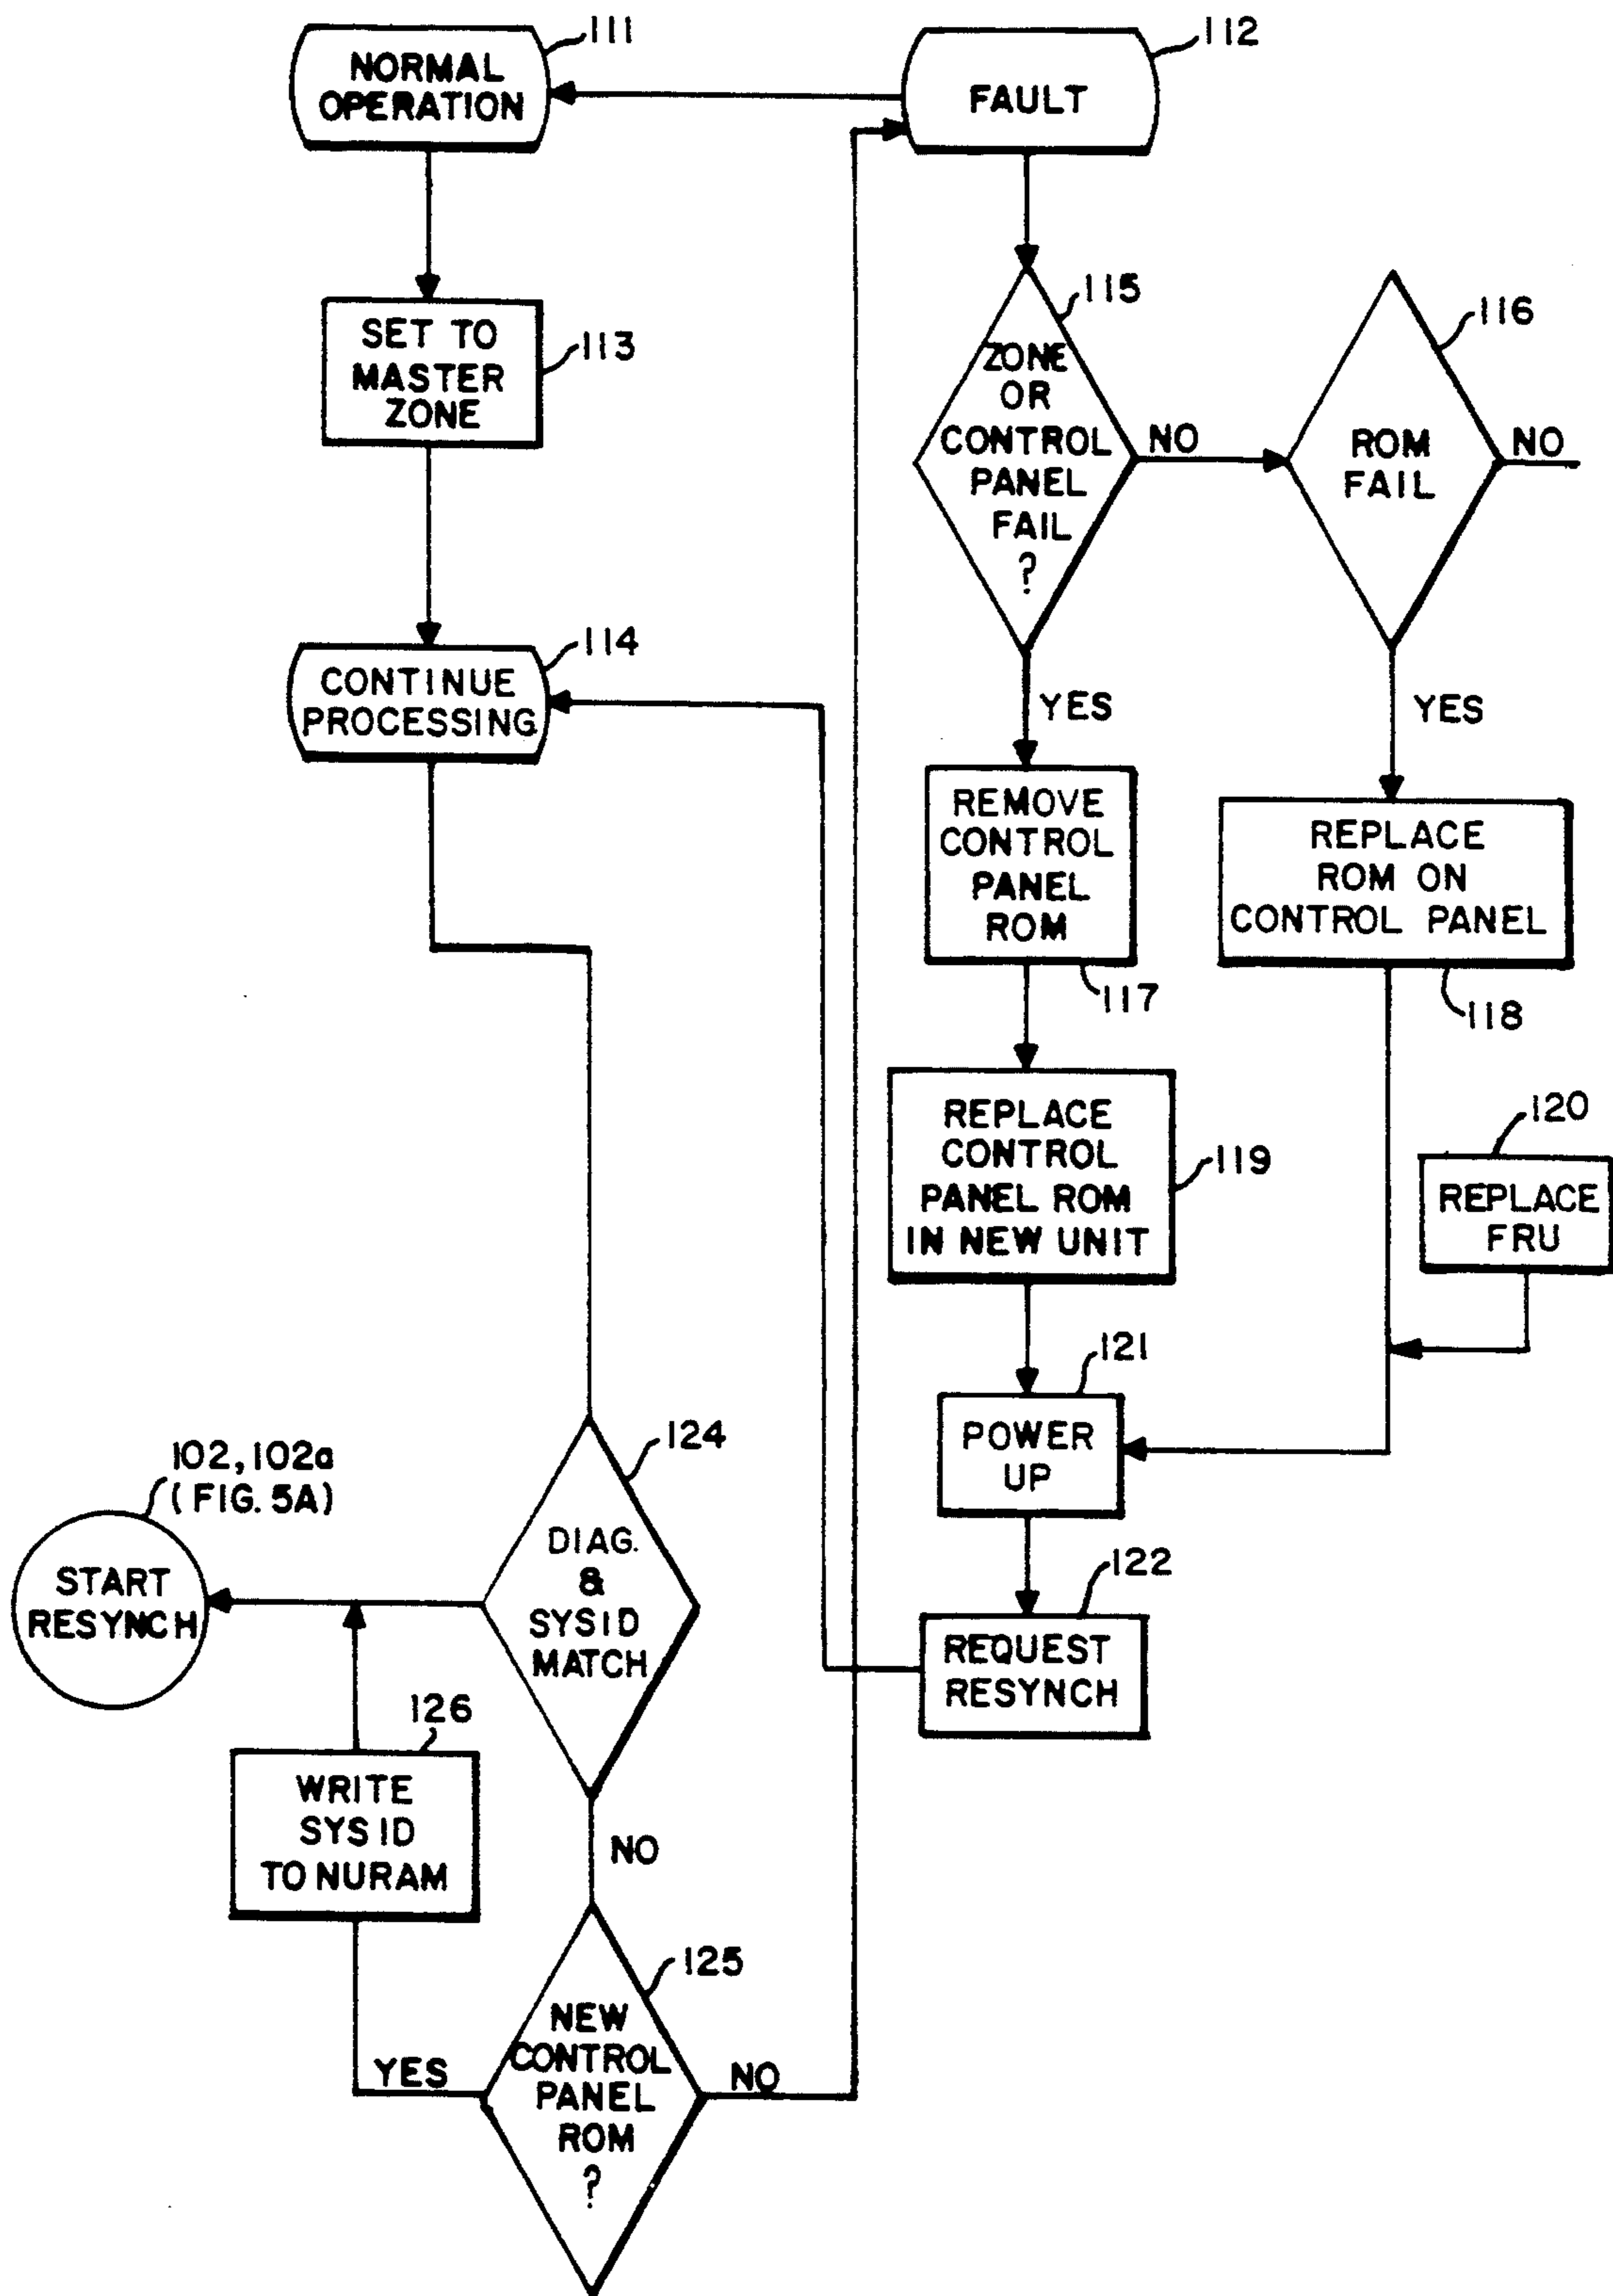 111
NORMAL
OPERATION
112
FAULT
SET TO
MASTER
ZONE
113
115
ZONE
OR
CONTROL
PANEL
FAIL
?
NO
116
ROM
FAIL
NO
114
CONTINUE
PROCESSING
YES
YES
REMOVE
CONTROL
PANEL
ROM
117
REPLACE
ROM ON
CONTROL PANEL
118
REPLACE
CONTROL
PANEL ROM
IN NEW UNIT
119
120
REPLACE
FRU
121
POWER
UP
122
REQUEST
RESYNCH
102, 102a
(FIG. 5A)
START
RESYNCH
124
DIAG.
&
SYSID
MATCH
NO
126
WRITE
SYSID
TO NURAM
125
NEW
CONTROL
PANEL
ROM
?
YES
NO